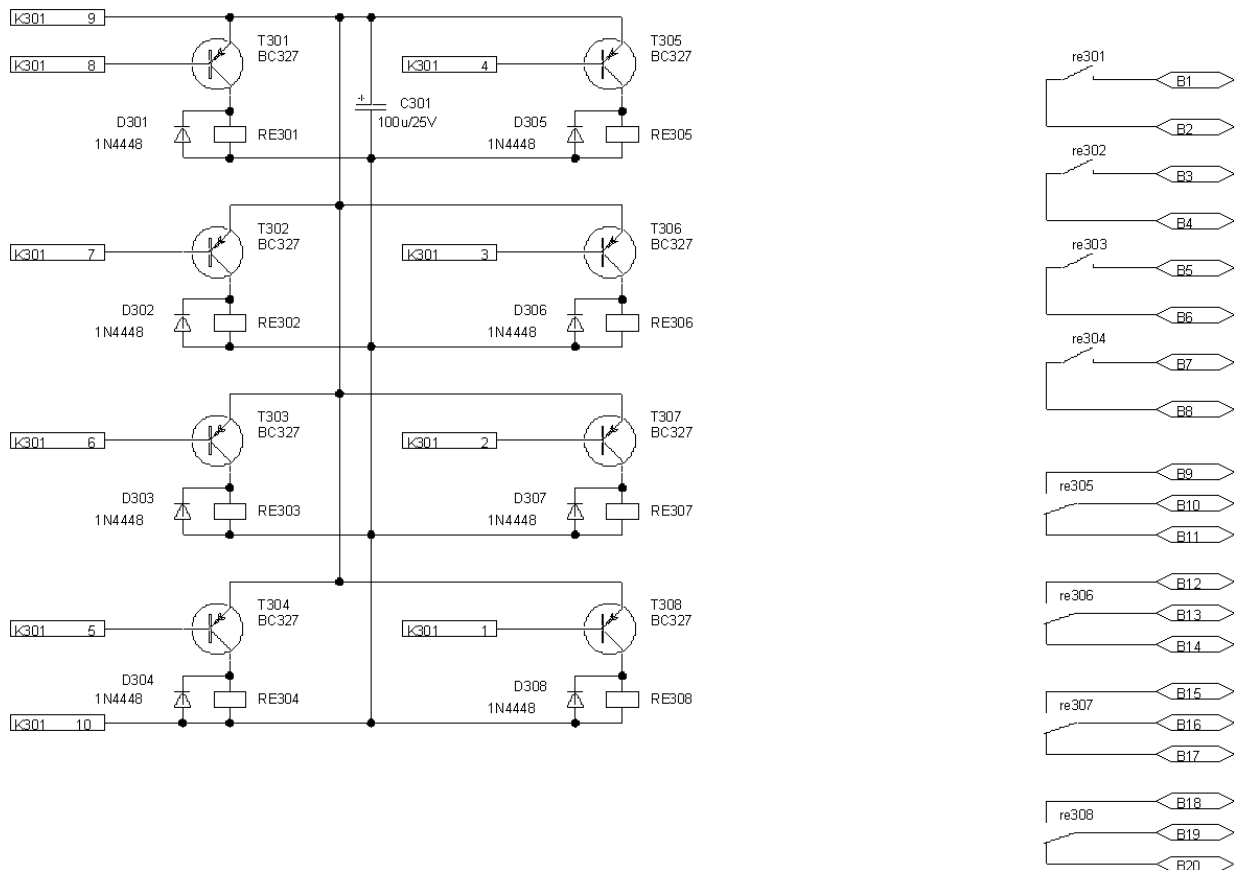 K301 9
T301
BC327
T305
BC327
K301 8
K301 4
C301
100u/25V
D301
1N4448
RE301
D305
1N4448
RE305
T302
BC327
T306
BC327
K301 7
K301 3
D302
1N4448
RE302
D306
1N4448
RE306
T303
BC327
T307
BC327
K301 6
K301 2
D303
1N4448
RE303
D307
1N4448
RE307
T304
BC327
T308
BC327
K301 5
K301 1
D304
1N4448
RE304
D308
1N4448
RE308
K301 10
re301
B1
B2
re302
B3
B4
re303
B5
B6
re304
B7
B8
B9
re305
B10
B11
B12
re306
B13
B14
B15
re307
B16
B17
B18
re308
B19
B20